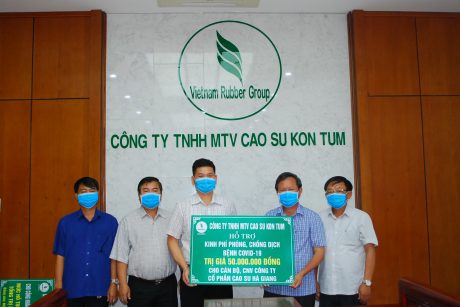 Vietnam Rubber Group
CÔNG TY TNHH MTV CAO SU KON TUM
CÔNG TY TNHH MTV CAO SU KON TUM
HỖ TRỢ
KINH PHÍ PHÒNG, CHỐNG DỊCH
BỆNH COVID-19
TRỊ GIÁ 50.000.000 ĐỒNG
CHO CÁN BỘ, CNV CÔNG TY
CỔ PHẦN CAO SU HÀ GIANG